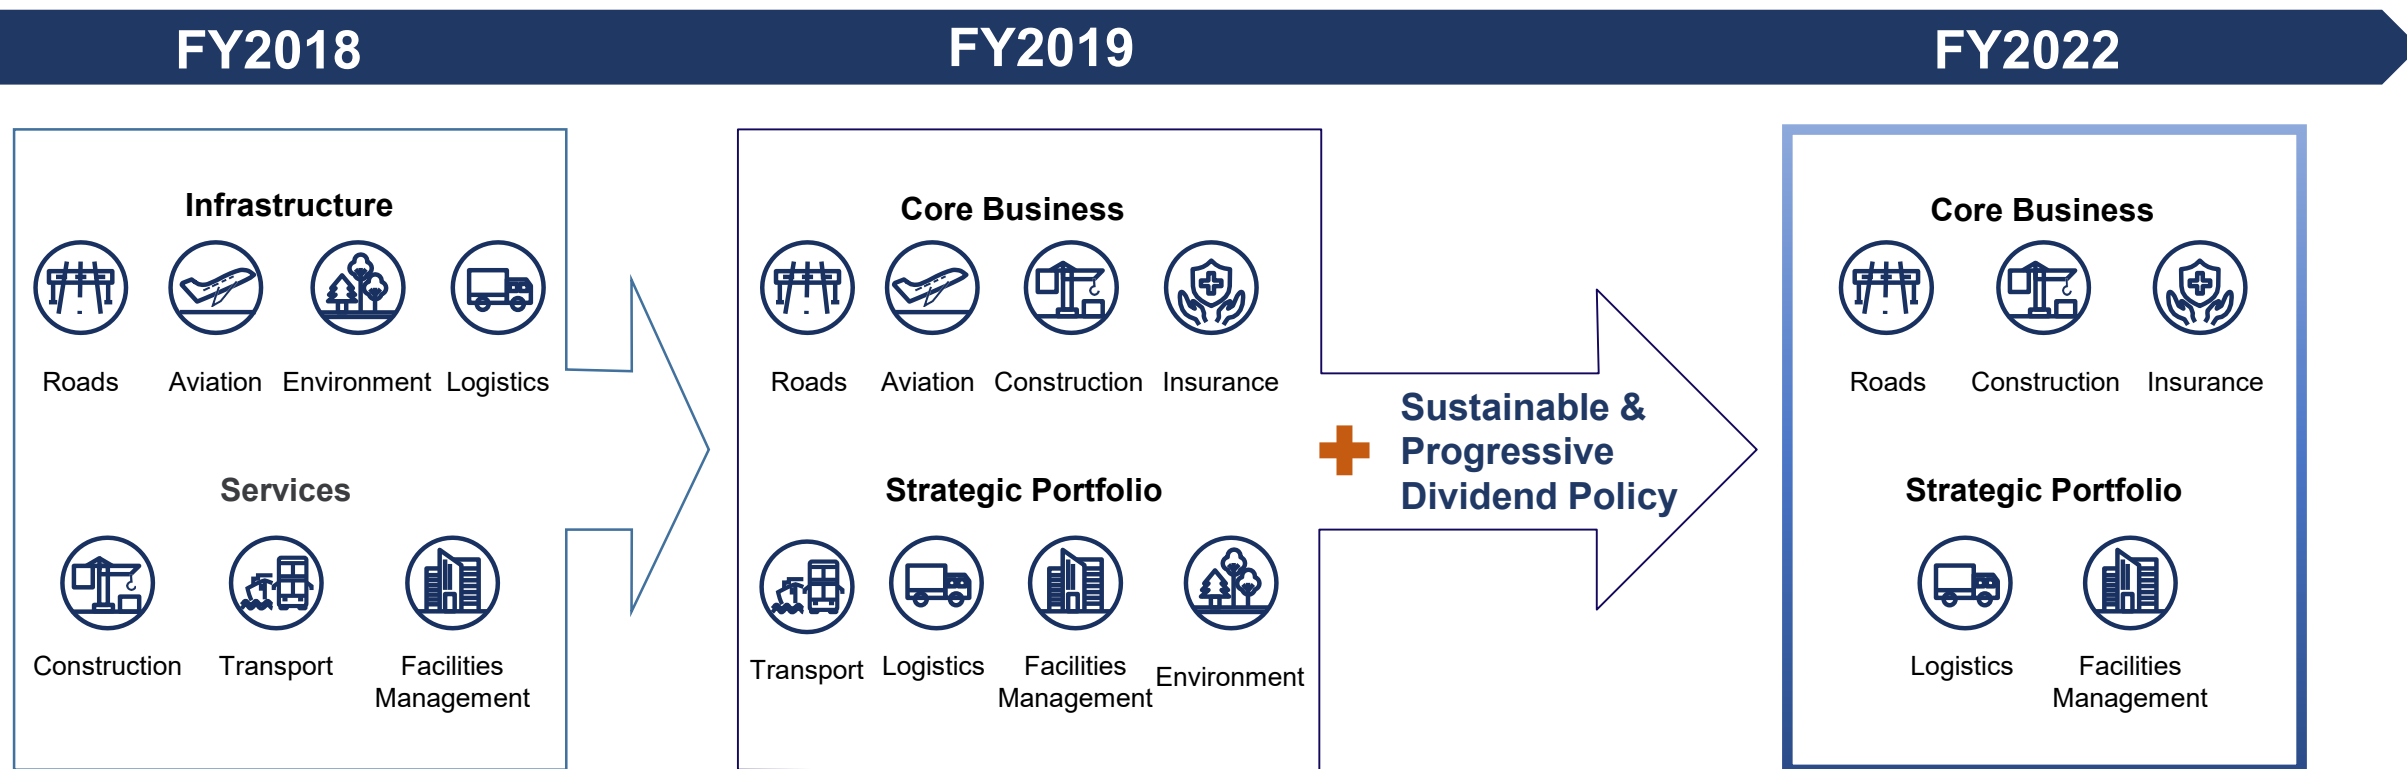 FY2018
FY2019
FY2022
Infrastructure
Roads
Aviation
Environment
Logistics
Services
Construction
Transport
Facilities
Management
Core Business
Roads
Aviation
Construction
Insurance
Strategic Portfolio
Transport
Logistics
Facilities
Management
Environment
Sustainable &
Progressive
Dividend Policy
Core Business
Roads
Construction
Insurance
Strategic Portfolio
Logistics
Facilities
Management